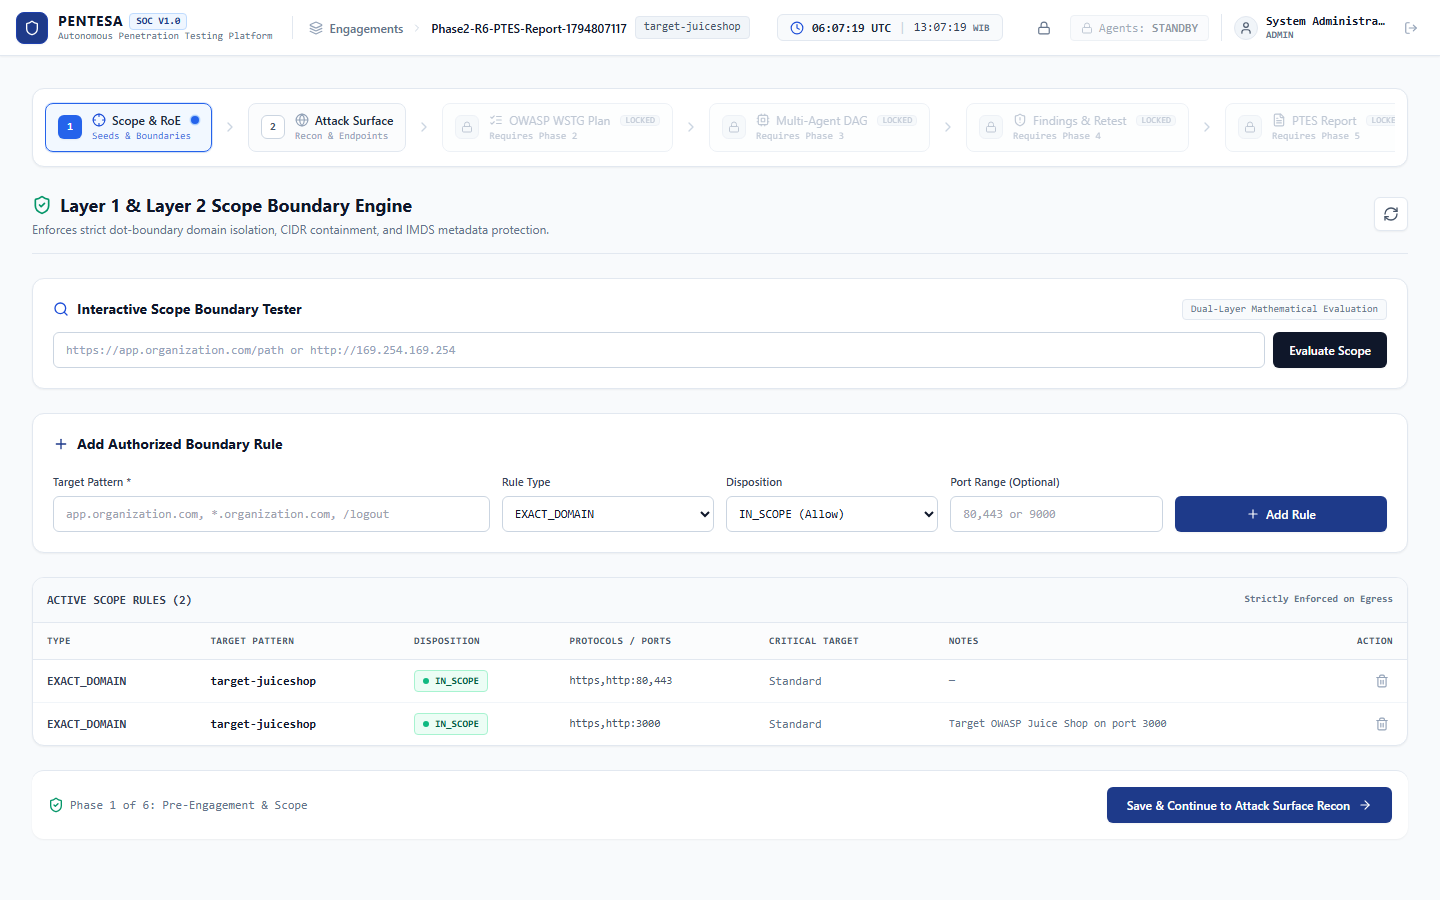 PENTESA SOC V1.0
Autonomous Penetration Testing Platform
Engagements Phase2-R6-PTES-Report-1794807117 target-juiceshop
06:07:19 UTC | 13:07:19 WIB
Agents: STANDBY
System Administra...
ADMIN
1 Scope & RoE
Seeds & Boundaries
2 Attack Surface
Recon & Endpoints
OWASP WSTG Plan LOCKED
Requires Phase 2
Multi-Agent DAG LOCKED
Requires Phase 3
Findings & Retest LOCKED
Requires Phase 4
PTES Report LOCKE
Requires Phase 5
Layer 1 & Layer 2 Scope Boundary Engine
Enforces strict dot-boundary domain isolation, CIDR containment, and IMDS metadata protection.
Interactive Scope Boundary Tester
Dual-Layer Mathematical Evaluation
https://app.organization.com/path or http://169.254.169.254
Evaluate Scope
Add Authorized Boundary Rule
Target Pattern * Rule Type Disposition Port Range (Optional)
app.organization.com, *.organization.com, /logout EXACT_DOMAIN IN_SCOPE (Allow) 80,443 or 9000 + Add Rule
ACTIVE SCOPE RULES (2) Strictly Enforced on Egress
TYPE TARGET PATTERN DISPOSITION PROTOCOLS / PORTS CRITICAL TARGET NOTES ACTION
EXACT_DOMAIN target-juiceshop IN_SCOPE https,http:80,443 Standard —
EXACT_DOMAIN target-juiceshop IN_SCOPE https,http:3000 Standard Target OWASP Juice Shop on port 3000
Phase 1 of 6: Pre-Engagement & Scope
Save & Continue to Attack Surface Recon →